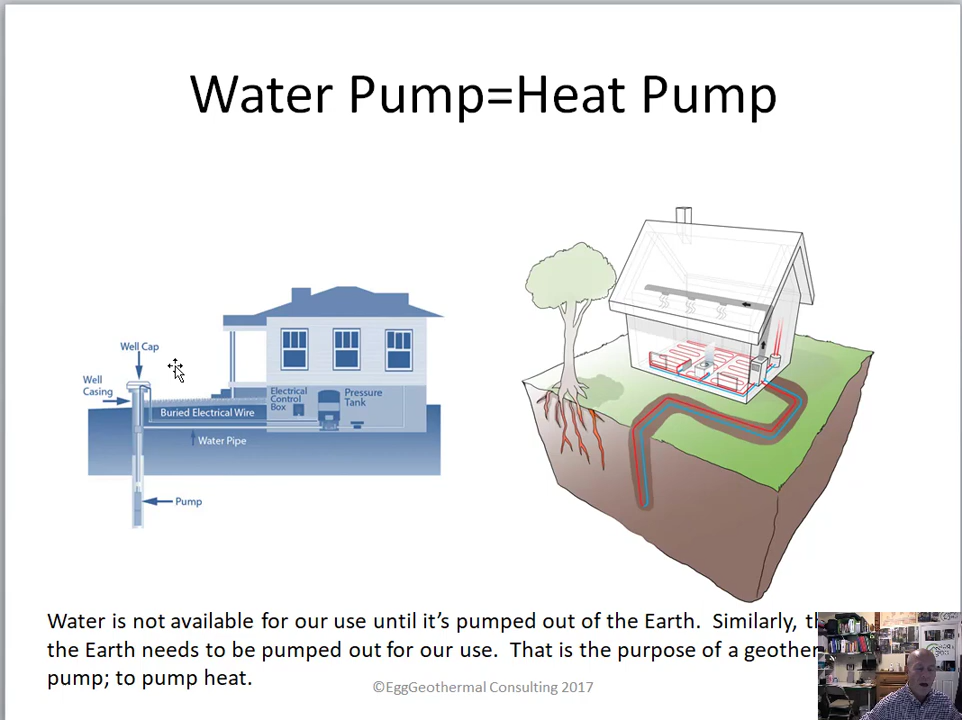 Water Pump=Heat Pump
Well Cap
Well
Casing
Electrical
Control
Box
Pressure
Tank
Buried Electrical Wire
Water Pipe
Pump
Water is not available for our use until it’s pumped out of the Earth. Similarly,
the Earth needs to be pumped out for our use. That is the purpose of a
pump; to pump heat.
©EggGeothermal Consulting 2017